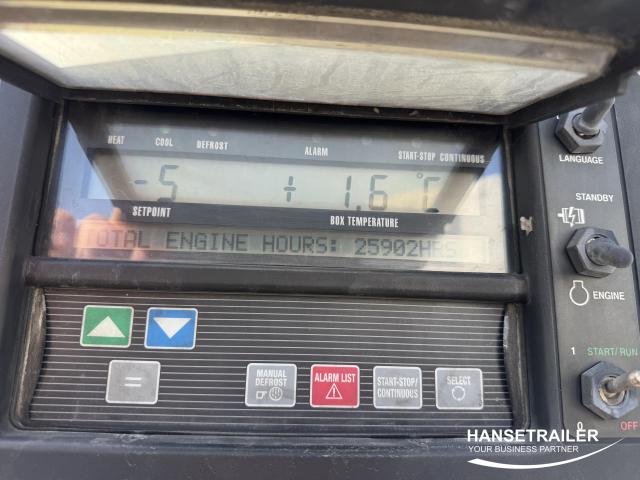 HEAT COOL DEFROST ALARM START-STOP CONTINUOUS
-5 + 1.6 °C
SETPOINT BOX TEMPERATURE
TOTAL ENGINE HOURS: 25902HRS
=
MANUAL DEFROST
ALARM LIST
START-STOP/ CONTINUOUS
SELECT
LANGUAGE
STANDBY
ENGINE
1 START/RUN
0 OFF
HANSETRAILER
YOUR BUSINESS PARTNER